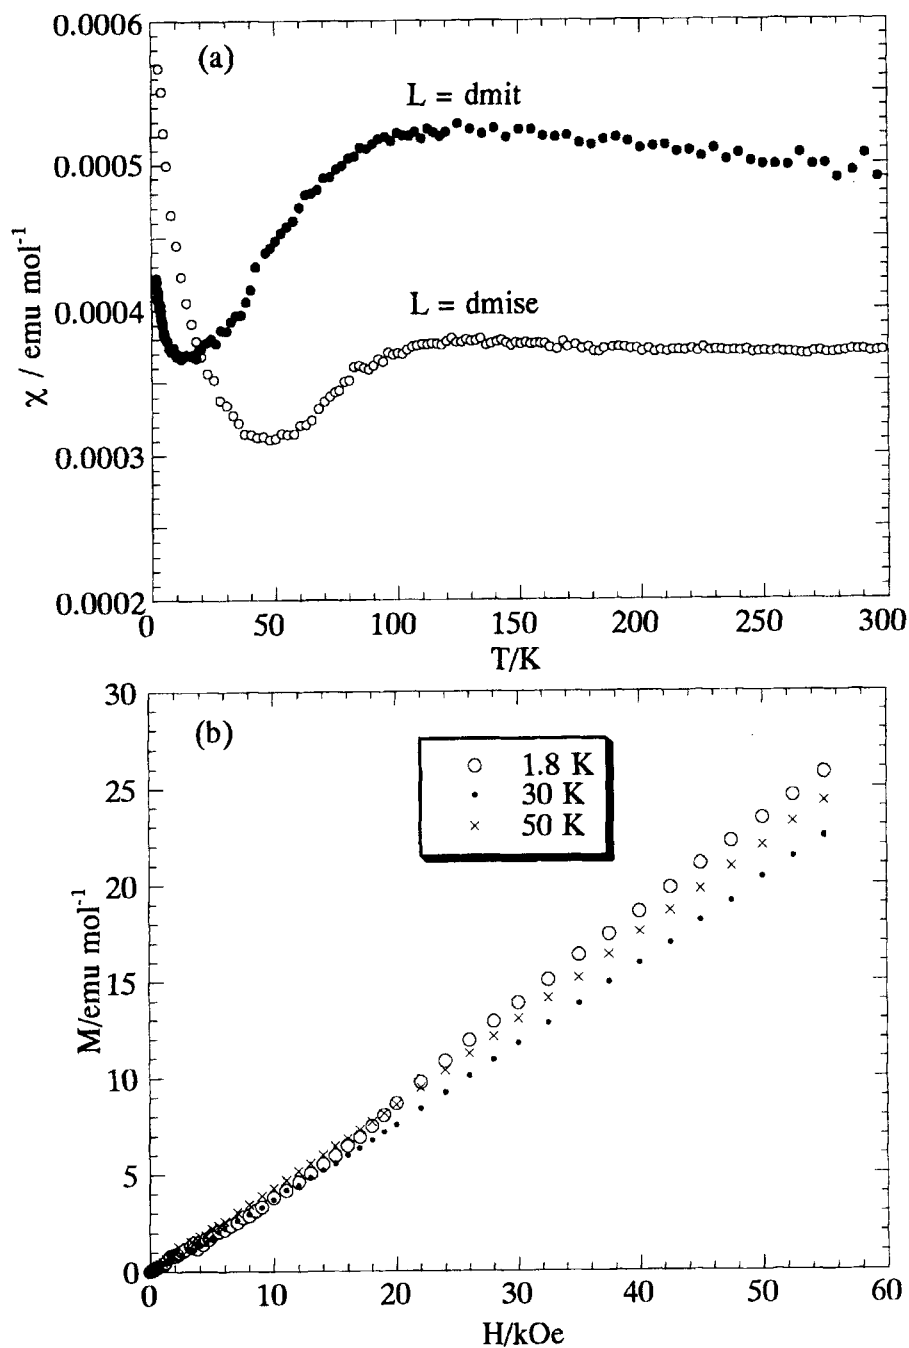 0.0006
(a)
L = dmit
0.0005
0.0004
L = dmise
0.0003
0.0002
χ / emu mol⁻¹
0 50 100 150 200 250 300
T/K
30
(b)
1.8 K
30 K
50 K
25
20
15
10
5
0
M/emu mol⁻¹
0 10 20 30 40 50 60
H/kOe